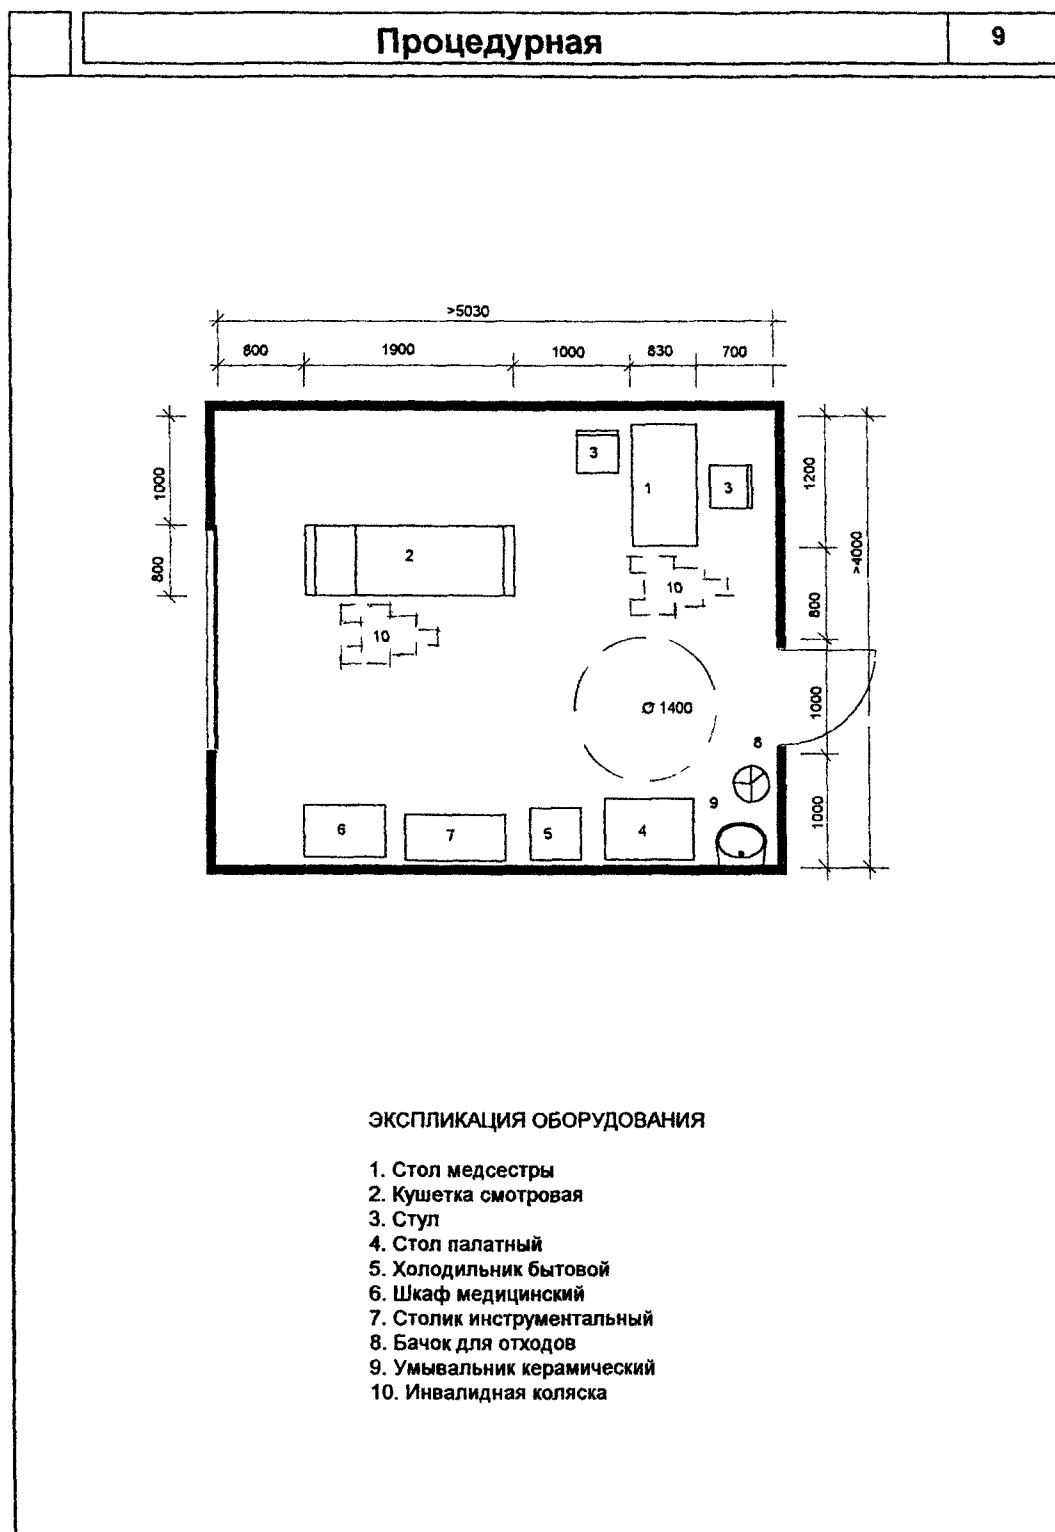 Процедурная
9
>5030
800 1900 1000 830 700
1000
800
1200
800
1000
1000
>4000
3
1
3
2
10
10
Ø 1400
8
9
6
7
5
4
ЭКСПЛИКАЦИЯ ОБОРУДОВАНИЯ
1. Стол медсестры
2. Кушетка смотровая
3. Стул
4. Стол палатный
5. Холодильник бытовой
6. Шкаф медицинский
7. Столик инструментальный
8. Бачок для отходов
9. Умывальник керамический
10. Инвалидная коляска